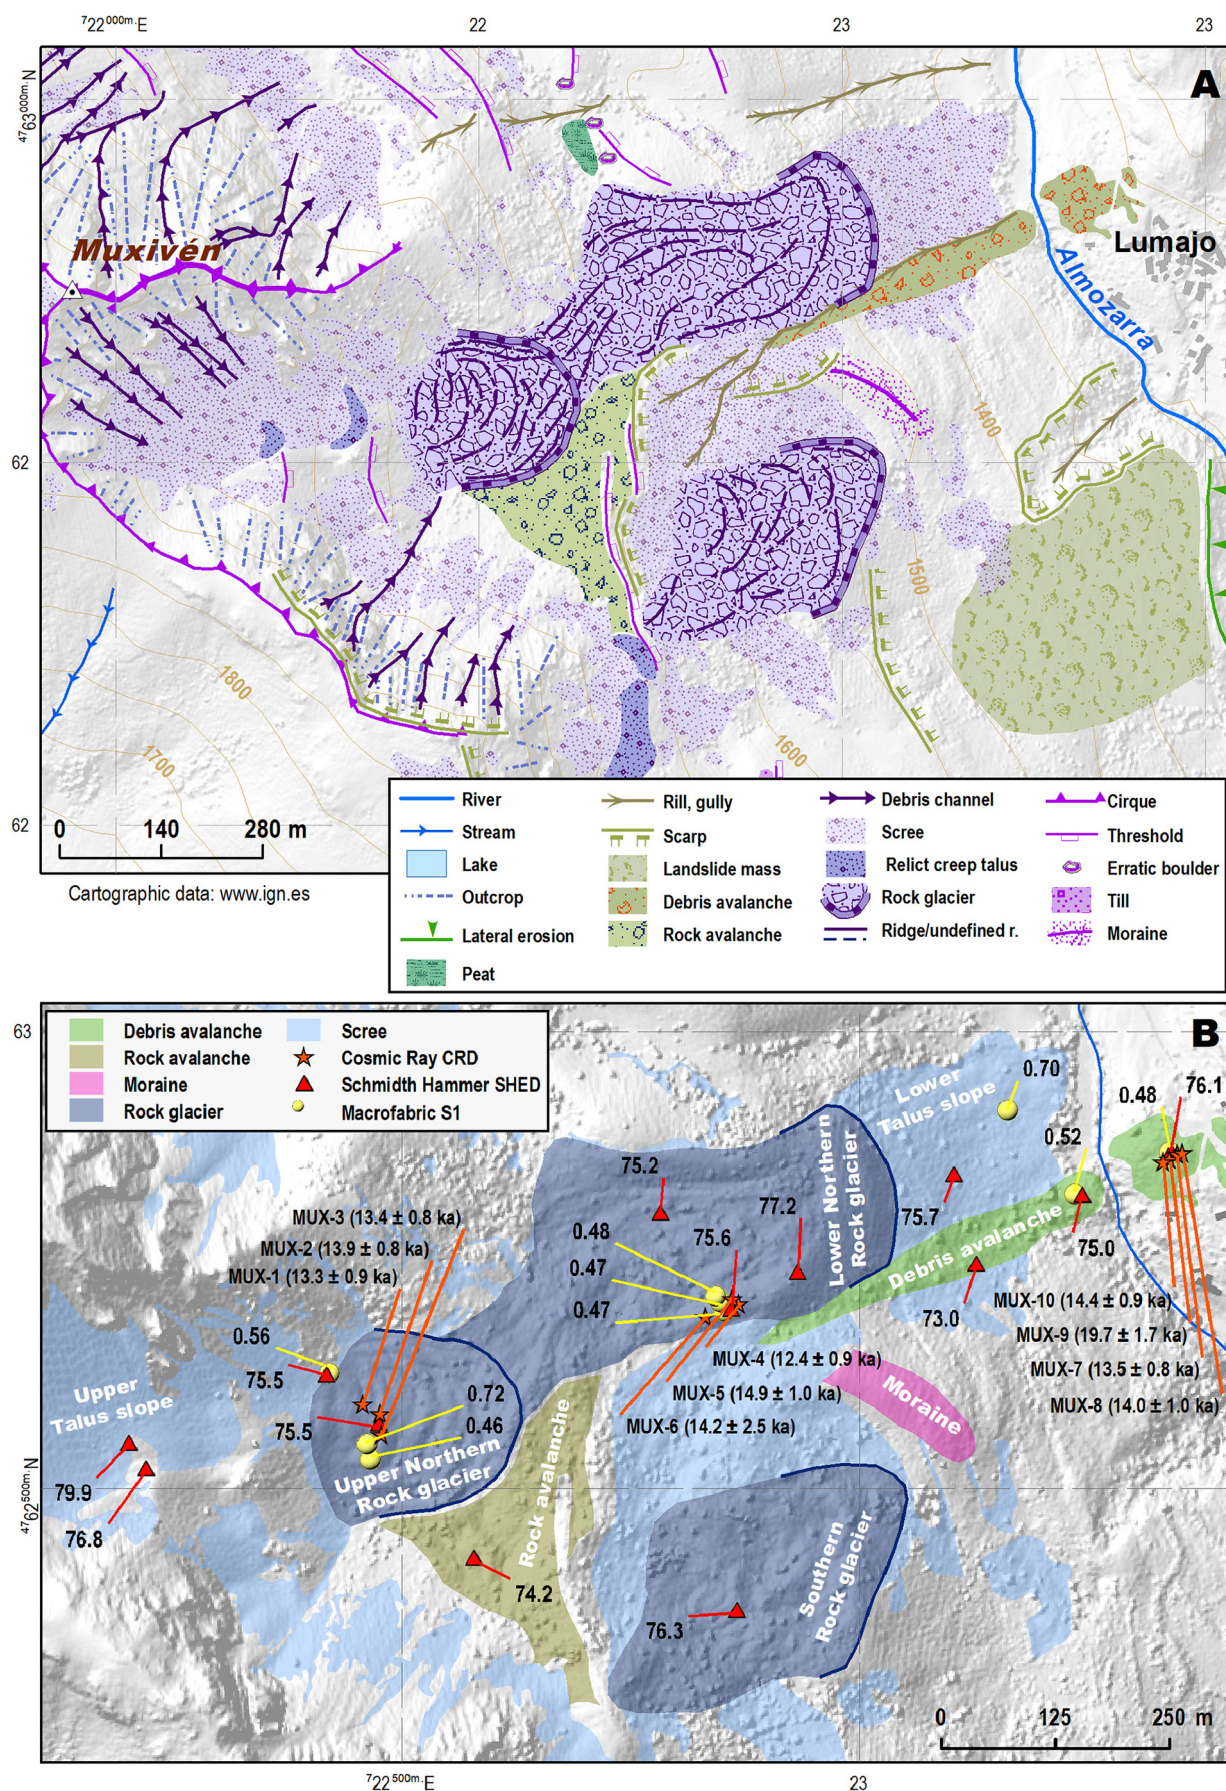 ⁷22⁰⁰⁰ᵐ·E 22 23 23
A
4763⁰⁰⁰ᵐ·N
Muxivén
Lumajo
Almozarra
1400
62
1500
1800
1700
1600
62
0 140 280 m
Cartographic data: www.ign.es
River
Stream
Lake
Outcrop
Lateral erosion
Peat
Rill, gully
Scarp
Landslide mass
Debris avalanche
Rock avalanche
Debris channel
Scree
Relict creep talus
Rock glacier
Ridge/undefined r.
Cirque
Threshold
Erratic boulder
Till
Moraine
B
63
Debris avalanche
Rock avalanche
Moraine
Rock glacier
Scree
Cosmic Ray CRD
Schmidth Hammer SHED
Macrofabric S1
Lower
Talus slope
0.70
0.48
76.1
0.52
75.2
77.2
Lower Northern
Rock glacier
75.7
75.0
MUX-3 (13.4 ± 0.8 ka)
MUX-2 (13.9 ± 0.8 ka)
MUX-1 (13.3 ± 0.9 ka)
0.48
75.6
0.47
0.47
Debris avalanche
73.0
MUX-10 (14.4 ± 0.9 ka)
MUX-9 (19.7 ± 1.7 ka)
MUX-7 (13.5 ± 0.8 ka)
MUX-8 (14.0 ± 1.0 ka)
0.56
75.5
MUX-4 (12.4 ± 0.9 ka)
MUX-5 (14.9 ± 1.0 ka)
MUX-6 (14.2 ± 2.5 ka)
Upper
Talus slope
0.72
75.5
0.46
Moraine
Upper Northern
Rock glacier
79.9
76.8
Rock avalanche
74.2
Southern
Rock glacier
76.3
4762⁵⁰⁰ᵐ·N
0 125 250 m
⁷22⁵⁰⁰ᵐ·E 23